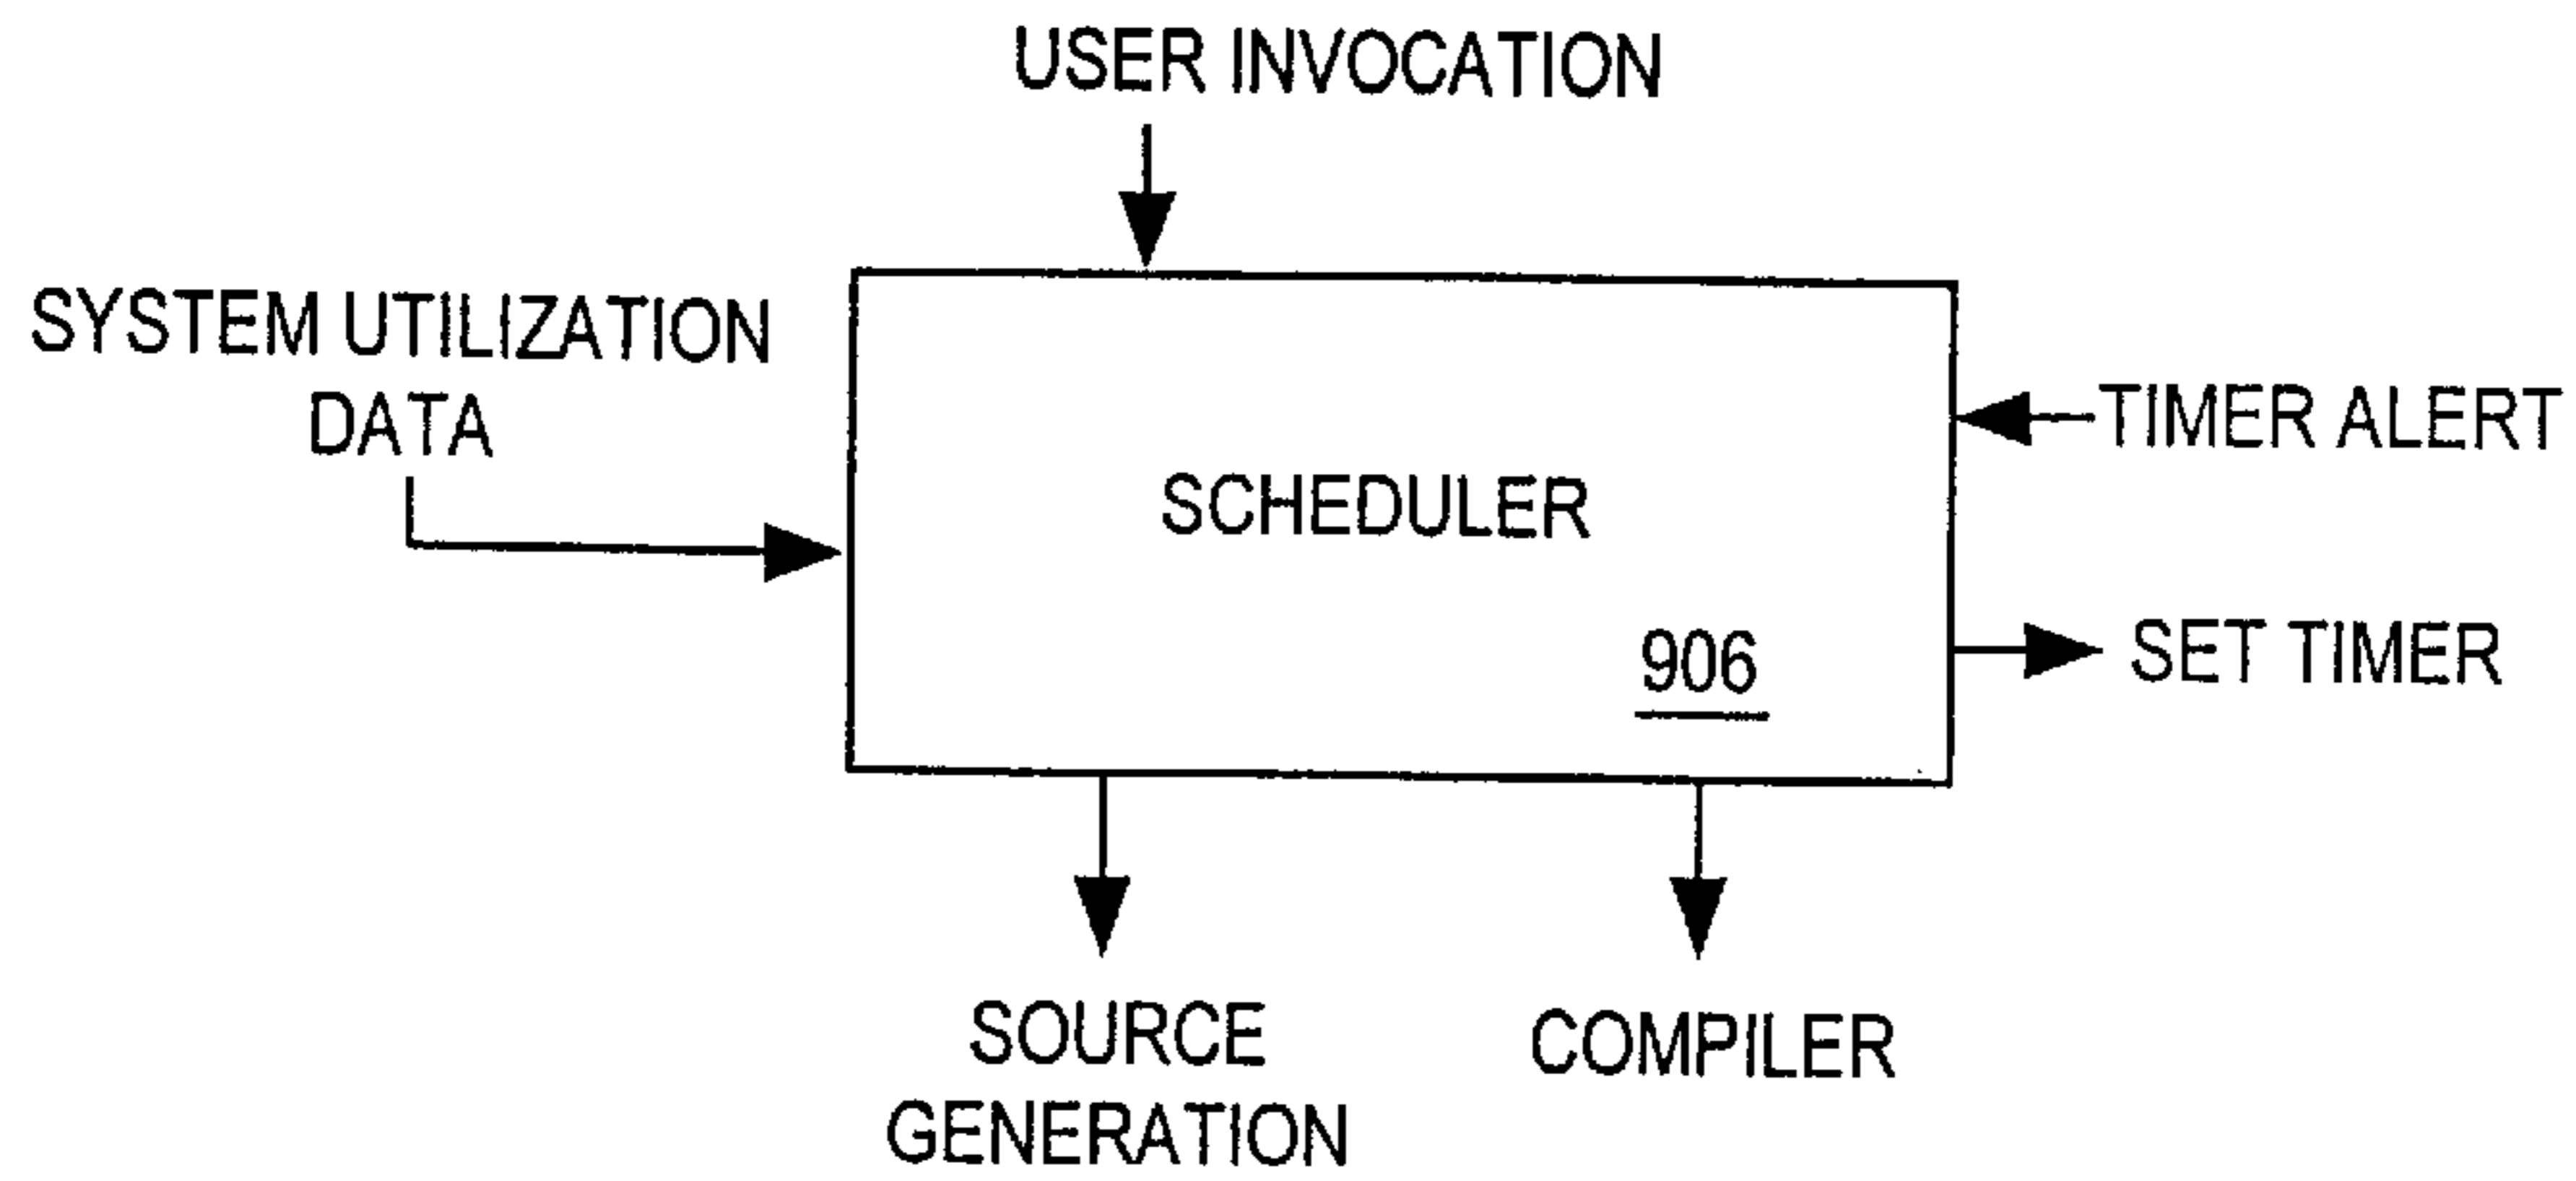 USER INVOCATION
SYSTEM UTILIZATION
DATA
TIMER ALERT
SCHEDULER
SET TIMER
906
SOURCE
GENERATION
COMPILER